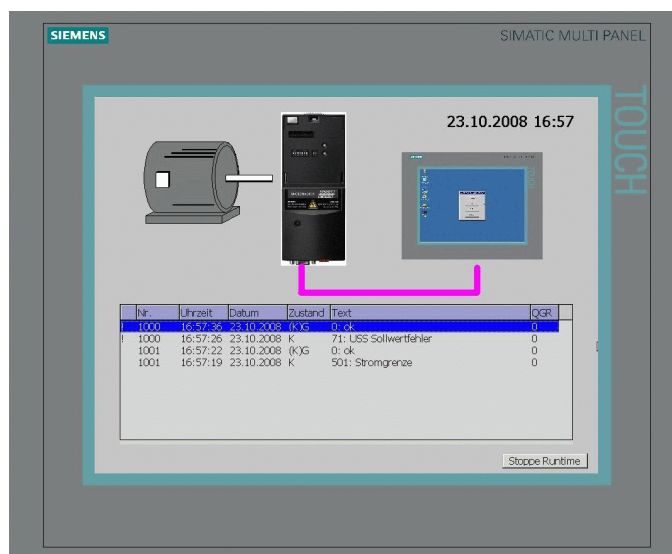 SIEMENS
SIMATIC MULTI PANEL
TOUCH
23.10.2008 16:57
Nr. Uhrzeit Datum Zustand Text QGR
! 1000 16:57:36 23.10.2008 (K)G 0: ok 0
! 1000 16:57:26 23.10.2008 K 71: USS Sollwertfehler 0
1001 16:57:22 23.10.2008 (K)G 0: ok 0
1001 16:57:19 23.10.2008 K 501: Stromgrenze 0
Stoppe Runtime